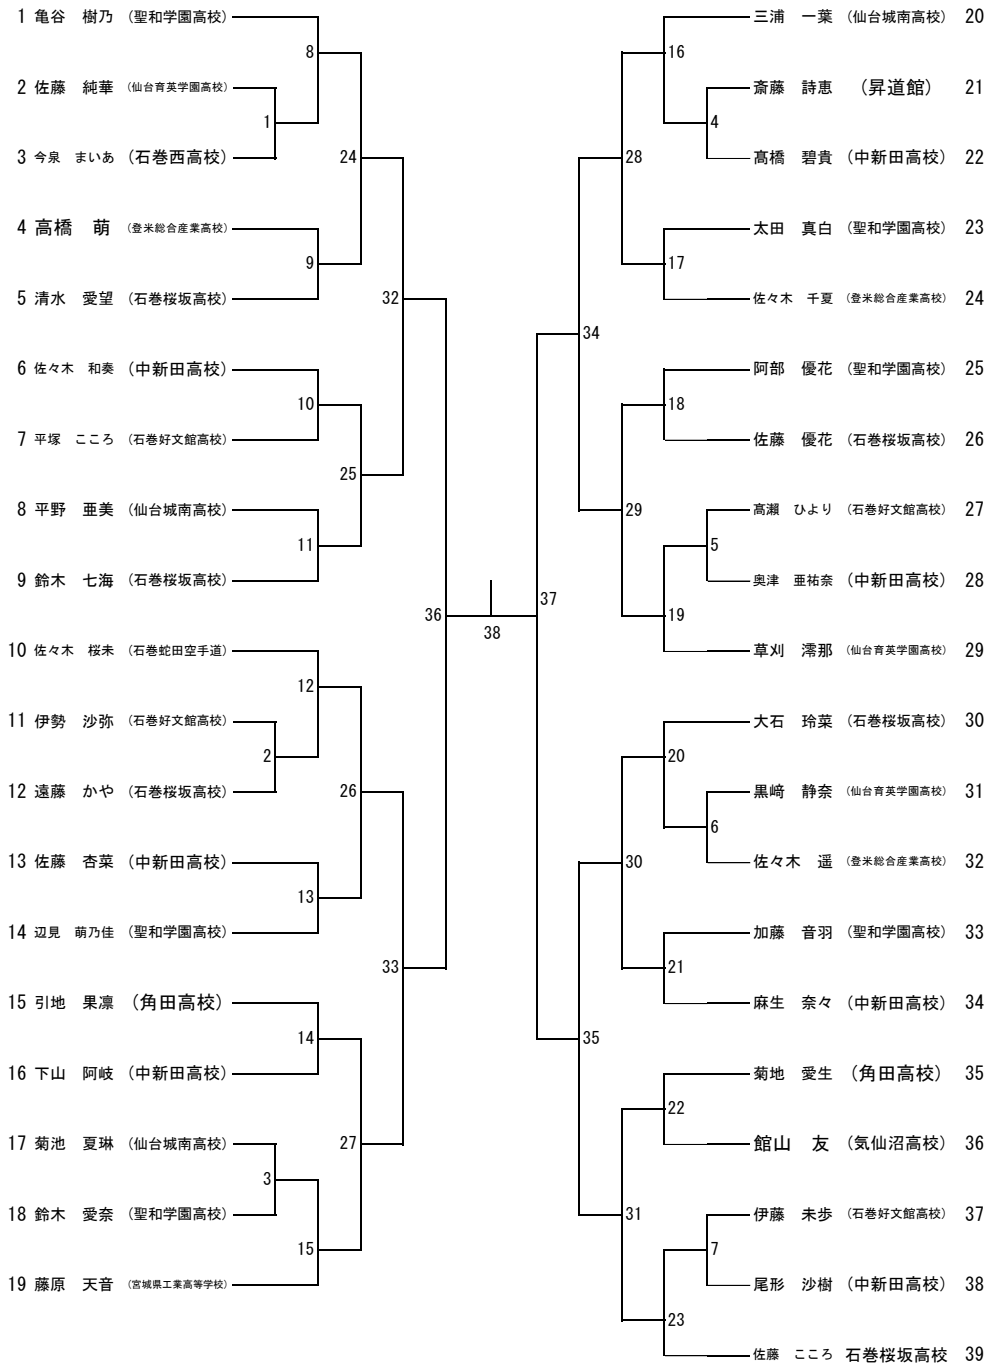 1 亀谷　樹乃 (聖和学園高校)
8
2 佐藤　純華 (仙台育英学園高校)
1
3 今泉　まいあ (石巻西高校)
24
4 高橋　萌 (登米総合産業高校)
9
5 清水　愛望 (石巻桜坂高校)
32
6 佐々木　和奏 (中新田高校)
10
7 平塚　こころ (石巻好文館高校)
25
8 平野　亜美 (仙台城南高校)
11
9 鈴木　七海 (石巻桜坂高校)
36
10 佐々木　桜未 (石巻蛇田空手道)
12
11 伊勢　沙弥 (石巻好文館高校)
2
12 遠藤　かや (石巻桜坂高校)
26
13 佐藤　杏菜 (中新田高校)
13
14 辺見　萌乃佳 (聖和学園高校)
33
15 引地　果凛 (角田高校)
14
16 下山　阿岐 (中新田高校)
27
17 菊池　夏琳 (仙台城南高校)
3
18 鈴木　愛奈 (聖和学園高校)
15
19 藤原　天音 (宮城県工業高等学校)
38
37
三浦　一葉 (仙台城南高校) 20
16
斎藤　詩恵 (昇道館) 21
4
髙橋　碧貴 (中新田高校) 22
28
太田　真白 (聖和学園高校) 23
17
佐々木　千夏 (登米総合産業高校) 24
34
阿部　優花 (聖和学園高校) 25
18
佐藤　優花 (石巻桜坂高校) 26
29
髙瀨　ひより (石巻好文館高校) 27
5
奥津　亜祐奈 (中新田高校) 28
19
草刈　澪那 (仙台育英学園高校) 29
大石　玲菜 (石巻桜坂高校) 30
20
黒﨑　静奈 (仙台育英学園高校) 31
6
佐々木　遥 (登米総合産業高校) 32
30
加藤　音羽 (聖和学園高校) 33
21
麻生　奈々 (中新田高校) 34
35
菊地　愛生 (角田高校) 35
22
館山　友 (気仙沼高校) 36
31
伊藤　未歩 (石巻好文館高校) 37
7
尾形　沙樹 (中新田高校) 38
23
佐藤　こころ 石巻桜坂高校 39